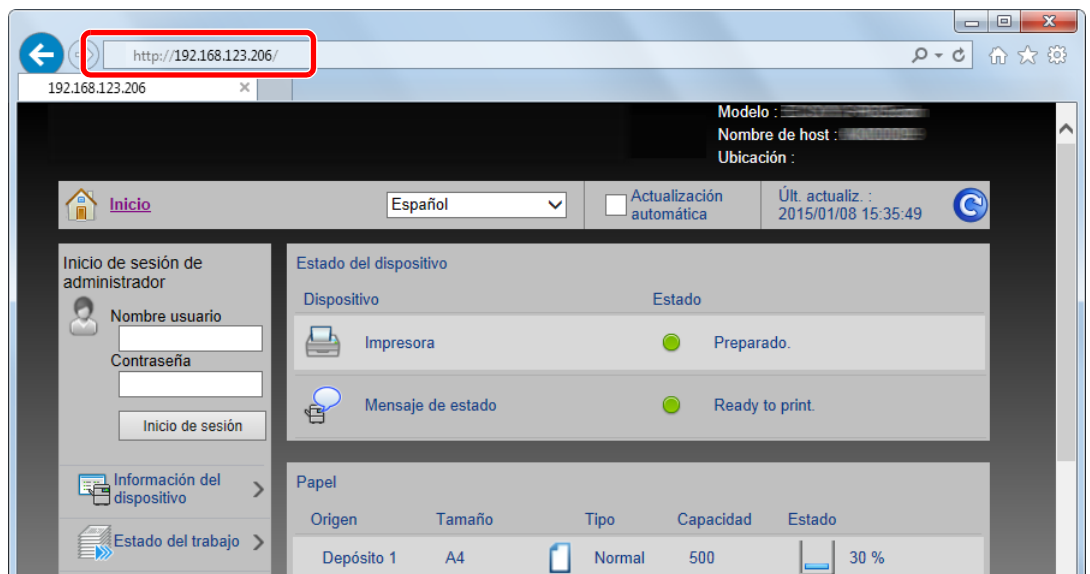 http://192.168.123.206/
192.168.123.206
Modelo :
Nombre de host :
Ubicación :
Inicio
Español
Actualización
automática
Últ. actualiz. :
2015/01/08 15:35:49
Inicio de sesión de
administrador
Nombre usuario
Contraseña
Inicio de sesión
Información del
dispositivo
Estado del trabajo
Estado del dispositivo
Dispositivo Estado
Impresora Preparado.
Mensaje de estado Ready to print.
Papel
Origen Tamaño Tipo Capacidad Estado
Depósito 1 A4 Normal 500 30 %